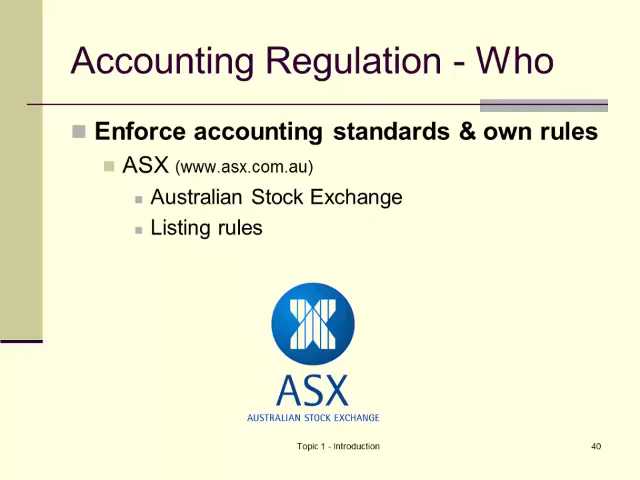 Accounting Regulation - Who
Enforce accounting standards & own rules
ASX (www.asx.com.au)
Australian Stock Exchange
Listing rules
ASX
AUSTRALIAN STOCK EXCHANGE
Topic 1 - Introduction
40